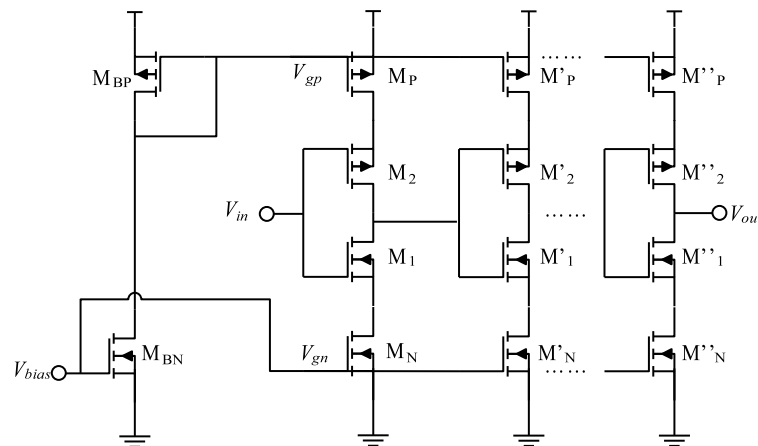 M_BP
V_gp
M_P
M'_P
......
M''_P
M_2
M'_2
M''_2
V_in
......
V_ou
M_1
M'_1
M''_1
V_bias
M_BN
V_gn
M_N
M'_N
......
M''_N